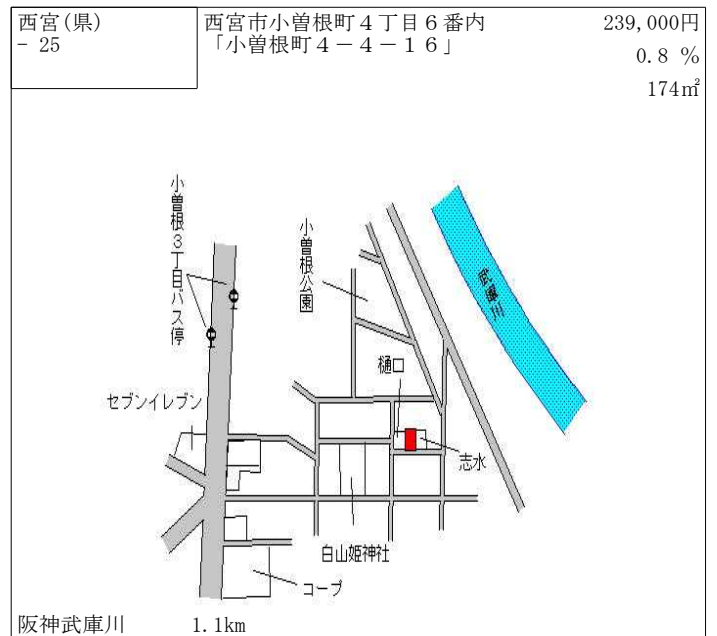 西宮(県)
- 25
西宮市小曽根町４丁目６番内
「小曽根町４－４－１６」
239,000円
0.8 %
174㎡
小曽根３丁目バス停
小曽根公園
武庫川
樋口
セブンイレブン
志水
白山姫神社
コープ
阪神武庫川 1.1km